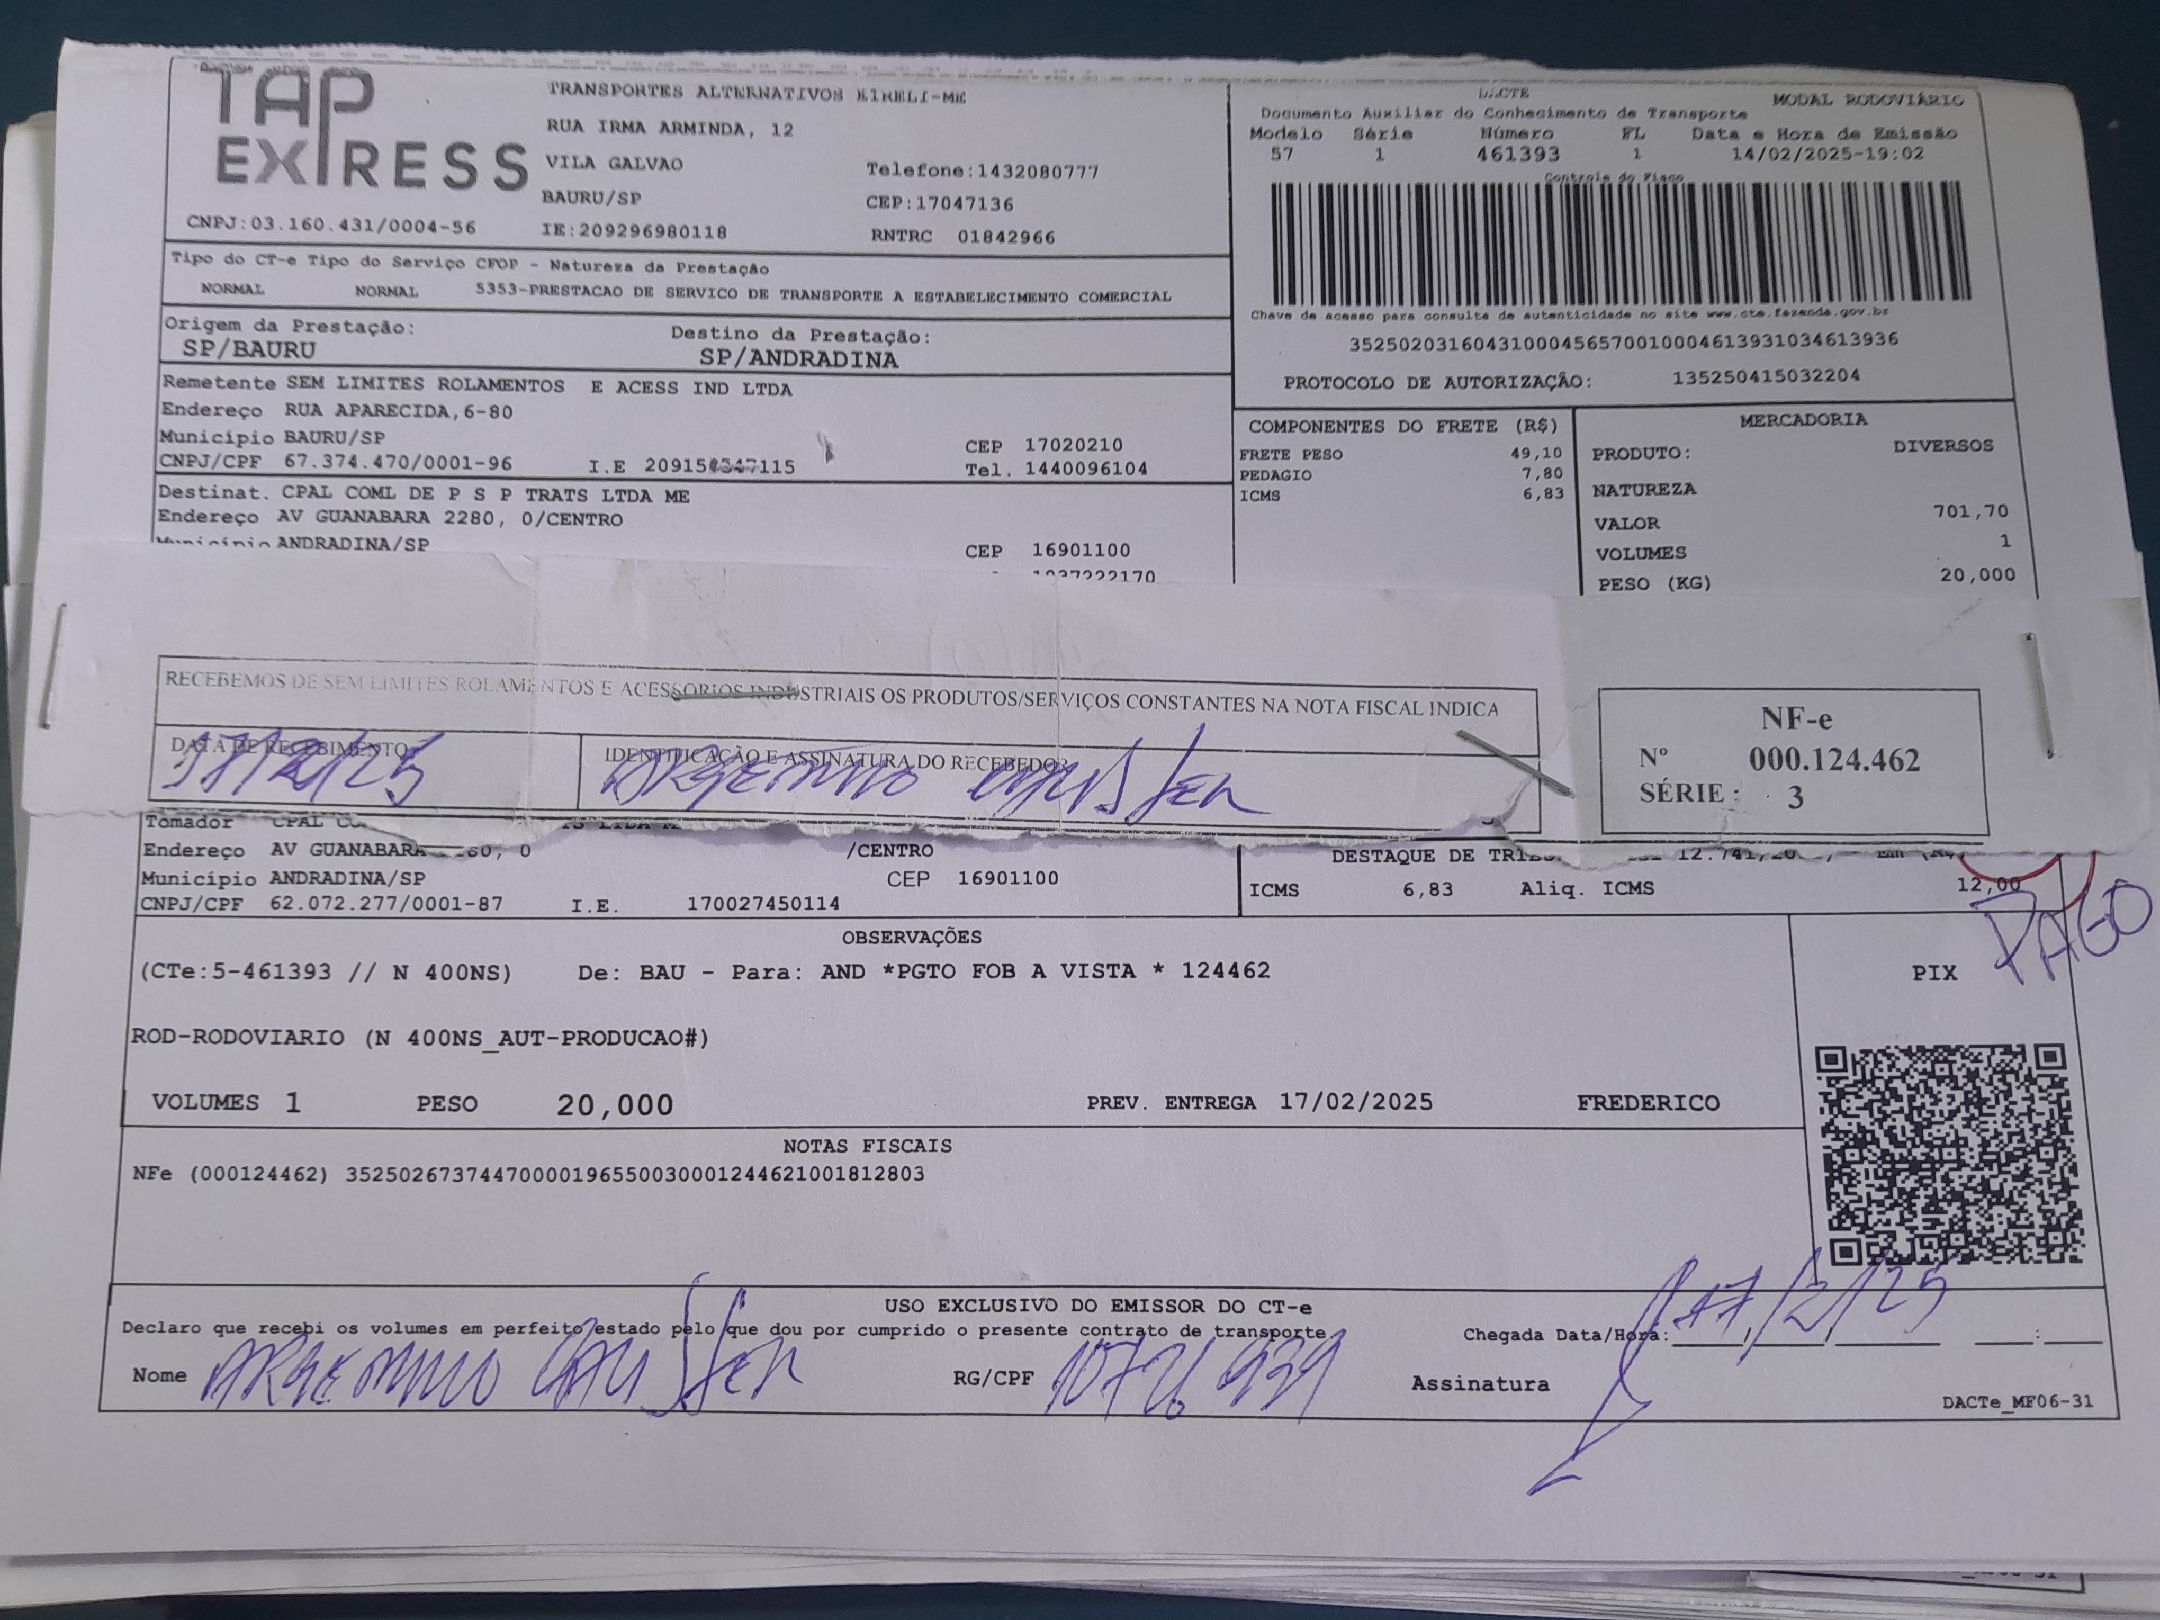 TAP EXPRESS
TRANSPORTES ALTERNATIVOS EIRELI-ME
RUA IRMA ARMINDA, 12
VILA GALVAO Telefone:1432080777
BAURU/SP CEP:17047136
CNPJ:03.160.431/0004-56 IE:209296980118 RNTRC 01842966
DACTE MODAL RODOVIÁRIO
Documento Auxiliar do Conhecimento de Transporte
Modelo Série Número FL Data e Hora de Emissão
57 1 461393 1 14/02/2025-19:02
Controle do Fisco
Chave de acesso para consulta de autenticidade no site www.cte.fazenda.gov.br
35250203160431000456570010004613931034613936
PROTOCOLO DE AUTORIZAÇÃO: 135250415032204
Tipo do CT-e Tipo do Serviço CFOP - Natureza da Prestação
NORMAL NORMAL 5353-PRESTACAO DE SERVICO DE TRANSPORTE A ESTABELECIMENTO COMERCIAL
Origem da Prestação: Destino da Prestação:
SP/BAURU SP/ANDRADINA
Remetente SEM LIMITES ROLAMENTOS E ACESS IND LTDA
Endereço RUA APARECIDA,6-80
Município BAURU/SP CEP 17020210
CNPJ/CPF 67.374.470/0001-96 I.E Tel. 1440096104
Destinat. CPAL COML DE P S P TRATS LTDA ME
Endereço AV GUANABARA 2280, 0/CENTRO
Município ANDRADINA/SP CEP 16901100
COMPONENTES DO FRETE (R$)
FRETE PESO 49,10
PEDAGIO 7,80
ICMS 6,83
MERCADORIA
PRODUTO: DIVERSOS
NATUREZA
VALOR 701,70
VOLUMES 1
PESO (KG) 20,000
RECEBEMOS DE SEM LIMITES ROLAMENTOS E ACESSORIOS INDUSTRIAIS OS PRODUTOS/SERVIÇOS CONSTANTES NA NOTA FISCAL INDICA
DATA DE RECEBIMENTO IDENTIFICAÇÃO E ASSINATURA DO RECEBEDOR
17/2/25 ARGEMIRO
NF-e
Nº 000.124.462
SÉRIE: 3
Tomador CPAL
Endereço AV GUANABARA /CENTRO
Município ANDRADINA/SP CEP 16901100
CNPJ/CPF 62.072.277/0001-87 I.E. 170027450114
DESTAQUE DE
ICMS 6,83 Aliq. ICMS 12,00
PAGO
OBSERVAÇÕES
(CTe:5-461393 // N 400NS) De: BAU - Para: AND *PGTO FOB A VISTA * 124462
PIX
ROD-RODOVIARIO (N 400NS_AUT-PRODUCAO#)
VOLUMES 1 PESO 20,000 PREV. ENTREGA 17/02/2025 FREDERICO
NOTAS FISCAIS
NFe (000124462) 35250267374470000196550030001244621001812803
USO EXCLUSIVO DO EMISSOR DO CT-e
Declaro que recebi os volumes em perfeito estado pelo que dou por cumprido o presente contrato de transporte.
Chegada Data/Hora: 17/2/25 :
Nome ARGEMIRO RG/CPF Assinatura
DACTe_MF06-31